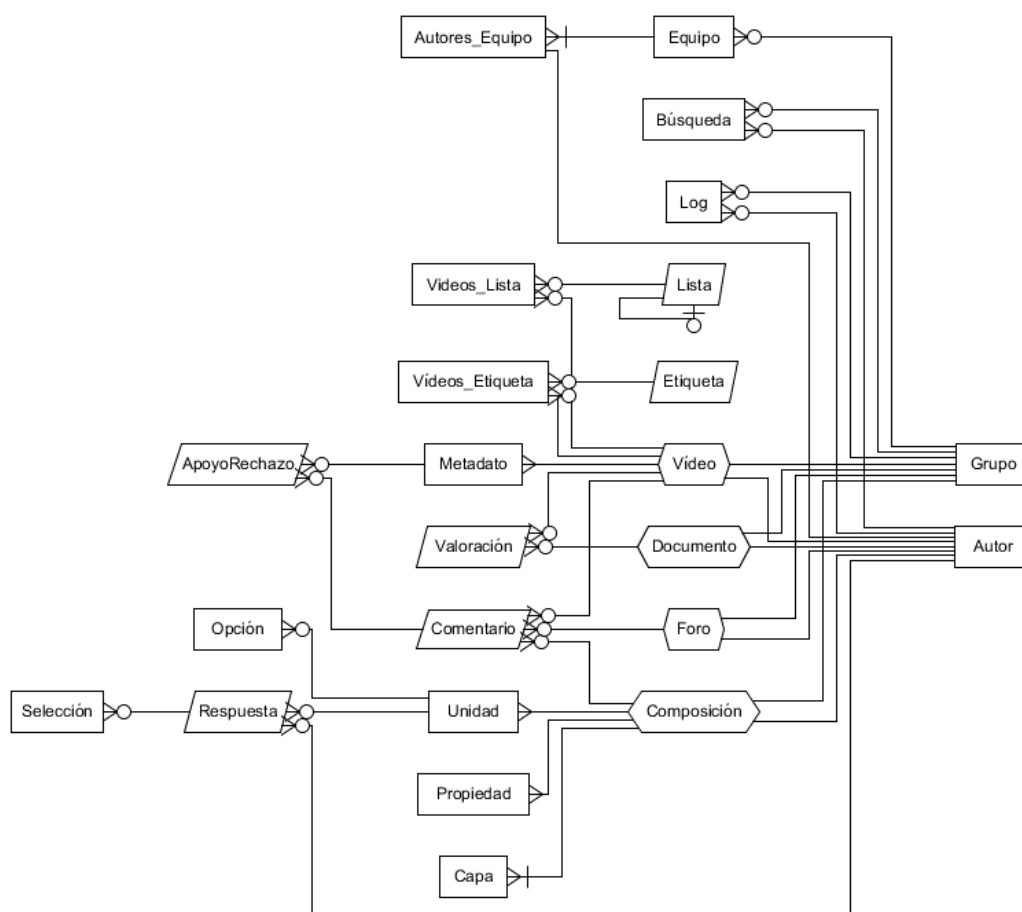 Autores_Equipo
Equipo
Búsqueda
Log
Videos_Lista
Lista
Vídeos_Etiqueta
Etiqueta
ApoyoRechazo
Metadato
Vídeo
Grupo
Valoración
Documento
Autor
Opción
Comentario
Foro
Selección
Respuesta
Unidad
Composición
Propiedad
Capa